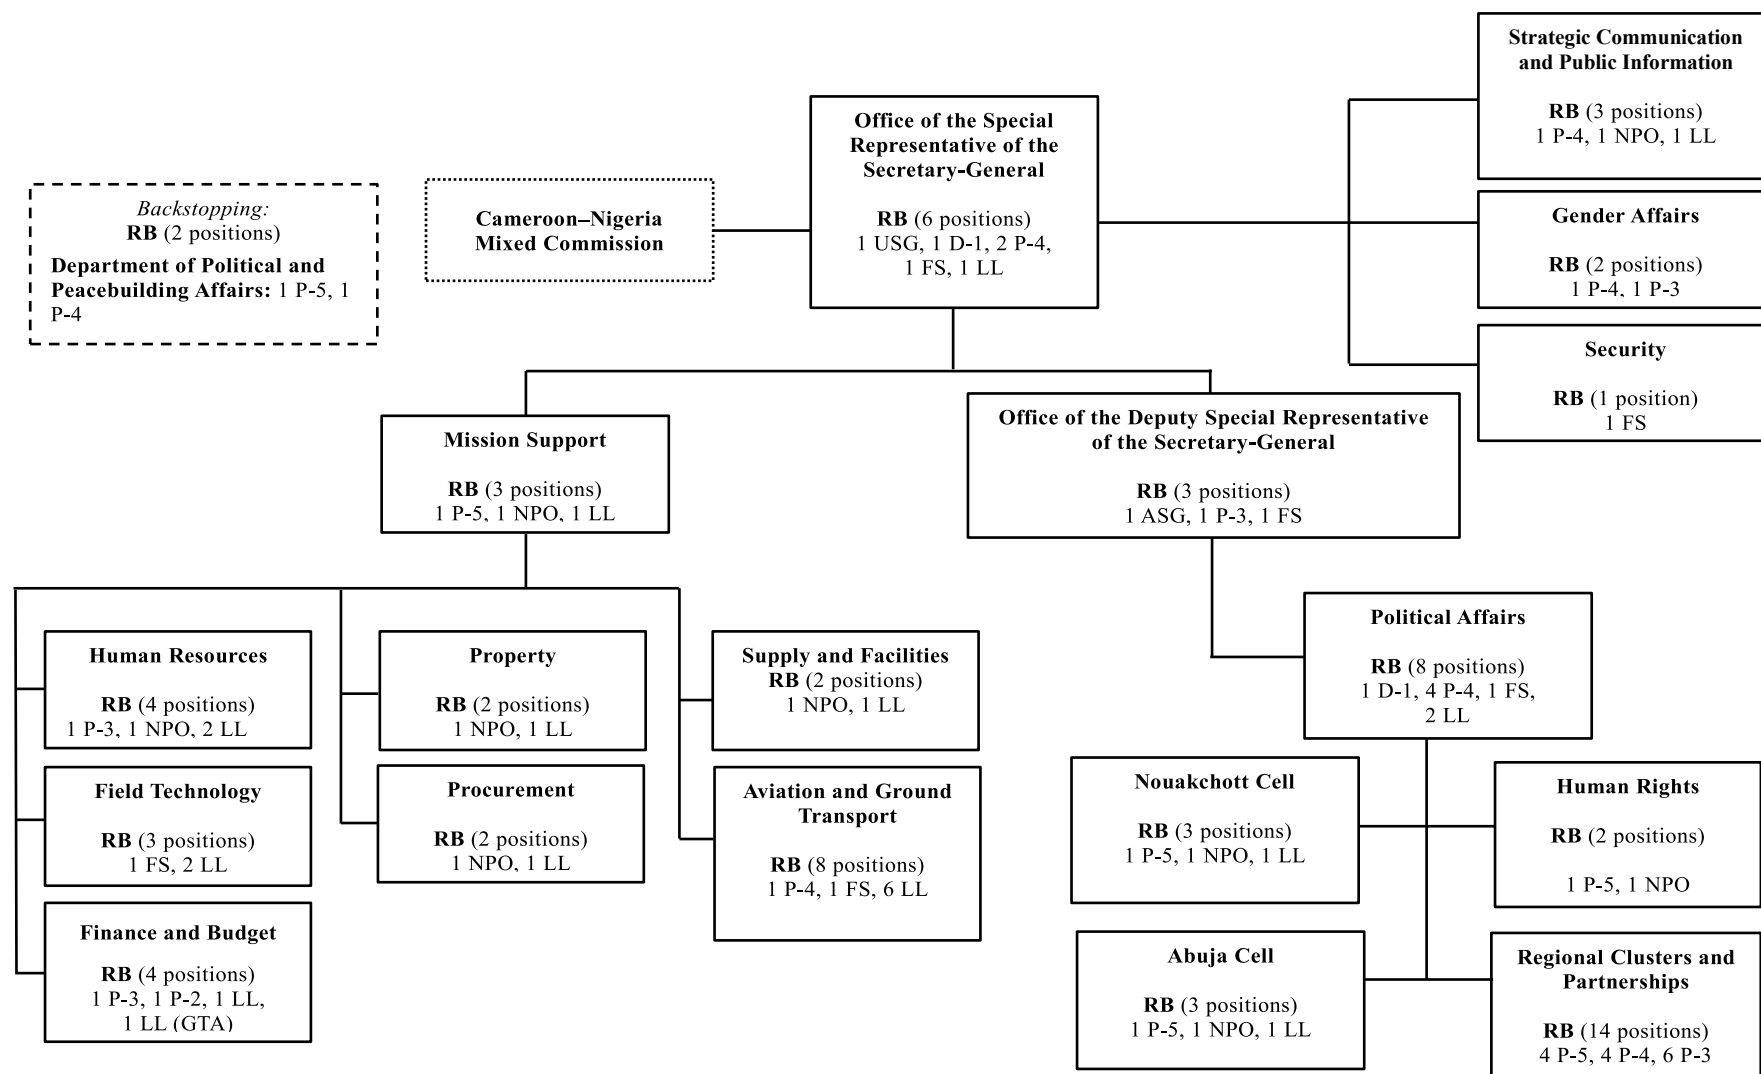 Strategic Communication
and Public Information
RB (3 positions)
1 P-4, 1 NPO, 1 LL
Office of the Special
Representative of the
Secretary-General
RB (6 positions)
1 USG, 1 D-1, 2 P-4,
1 FS, 1 LL
Backstopping:
RB (2 positions)
Department of Political and
Peacebuilding Affairs: 1 P-5, 1
P-4
Cameroon–Nigeria
Mixed Commission
Gender Affairs
RB (2 positions)
1 P-4, 1 P-3
Security
RB (1 position)
1 FS
Mission Support
RB (3 positions)
1 P-5, 1 NPO, 1 LL
Office of the Deputy Special Representative
of the Secretary-General
RB (3 positions)
1 ASG, 1 P-3, 1 FS
Political Affairs
RB (8 positions)
1 D-1, 4 P-4, 1 FS,
2 LL
Human Resources
RB (4 positions)
1 P-3, 1 NPO, 2 LL
Property
RB (2 positions)
1 NPO, 1 LL
Supply and Facilities
RB (2 positions)
1 NPO, 1 LL
Field Technology
RB (3 positions)
1 FS, 2 LL
Procurement
RB (2 positions)
1 NPO, 1 LL
Aviation and Ground
Transport
RB (8 positions)
1 P-4, 1 FS, 6 LL
Nouakchott Cell
RB (3 positions)
1 P-5, 1 NPO, 1 LL
Human Rights
RB (2 positions)
1 P-5, 1 NPO
Finance and Budget
RB (4 positions)
1 P-3, 1 P-2, 1 LL,
1 LL (GTA)
Abuja Cell
RB (3 positions)
1 P-5, 1 NPO, 1 LL
Regional Clusters and
Partnerships
RB (14 positions)
4 P-5, 4 P-4, 6 P-3